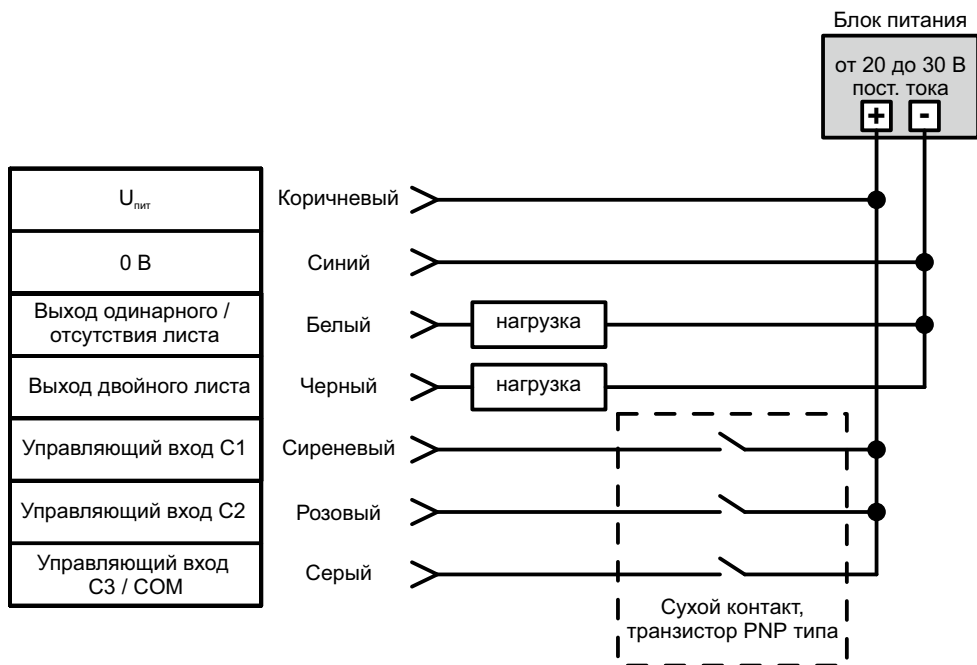 Блок питания
от 20 до 30 В
пост. тока
+ -
Uпит Коричневый
0 В Синий
Выход одинарного /
отсутствия листа Белый нагрузка
Выход двойного листа Черный нагрузка
Управляющий вход С1 Сиреневый
Управляющий вход С2 Розовый
Управляющий вход
С3 / COM Серый
Сухой контакт,
транзистор PNP типа